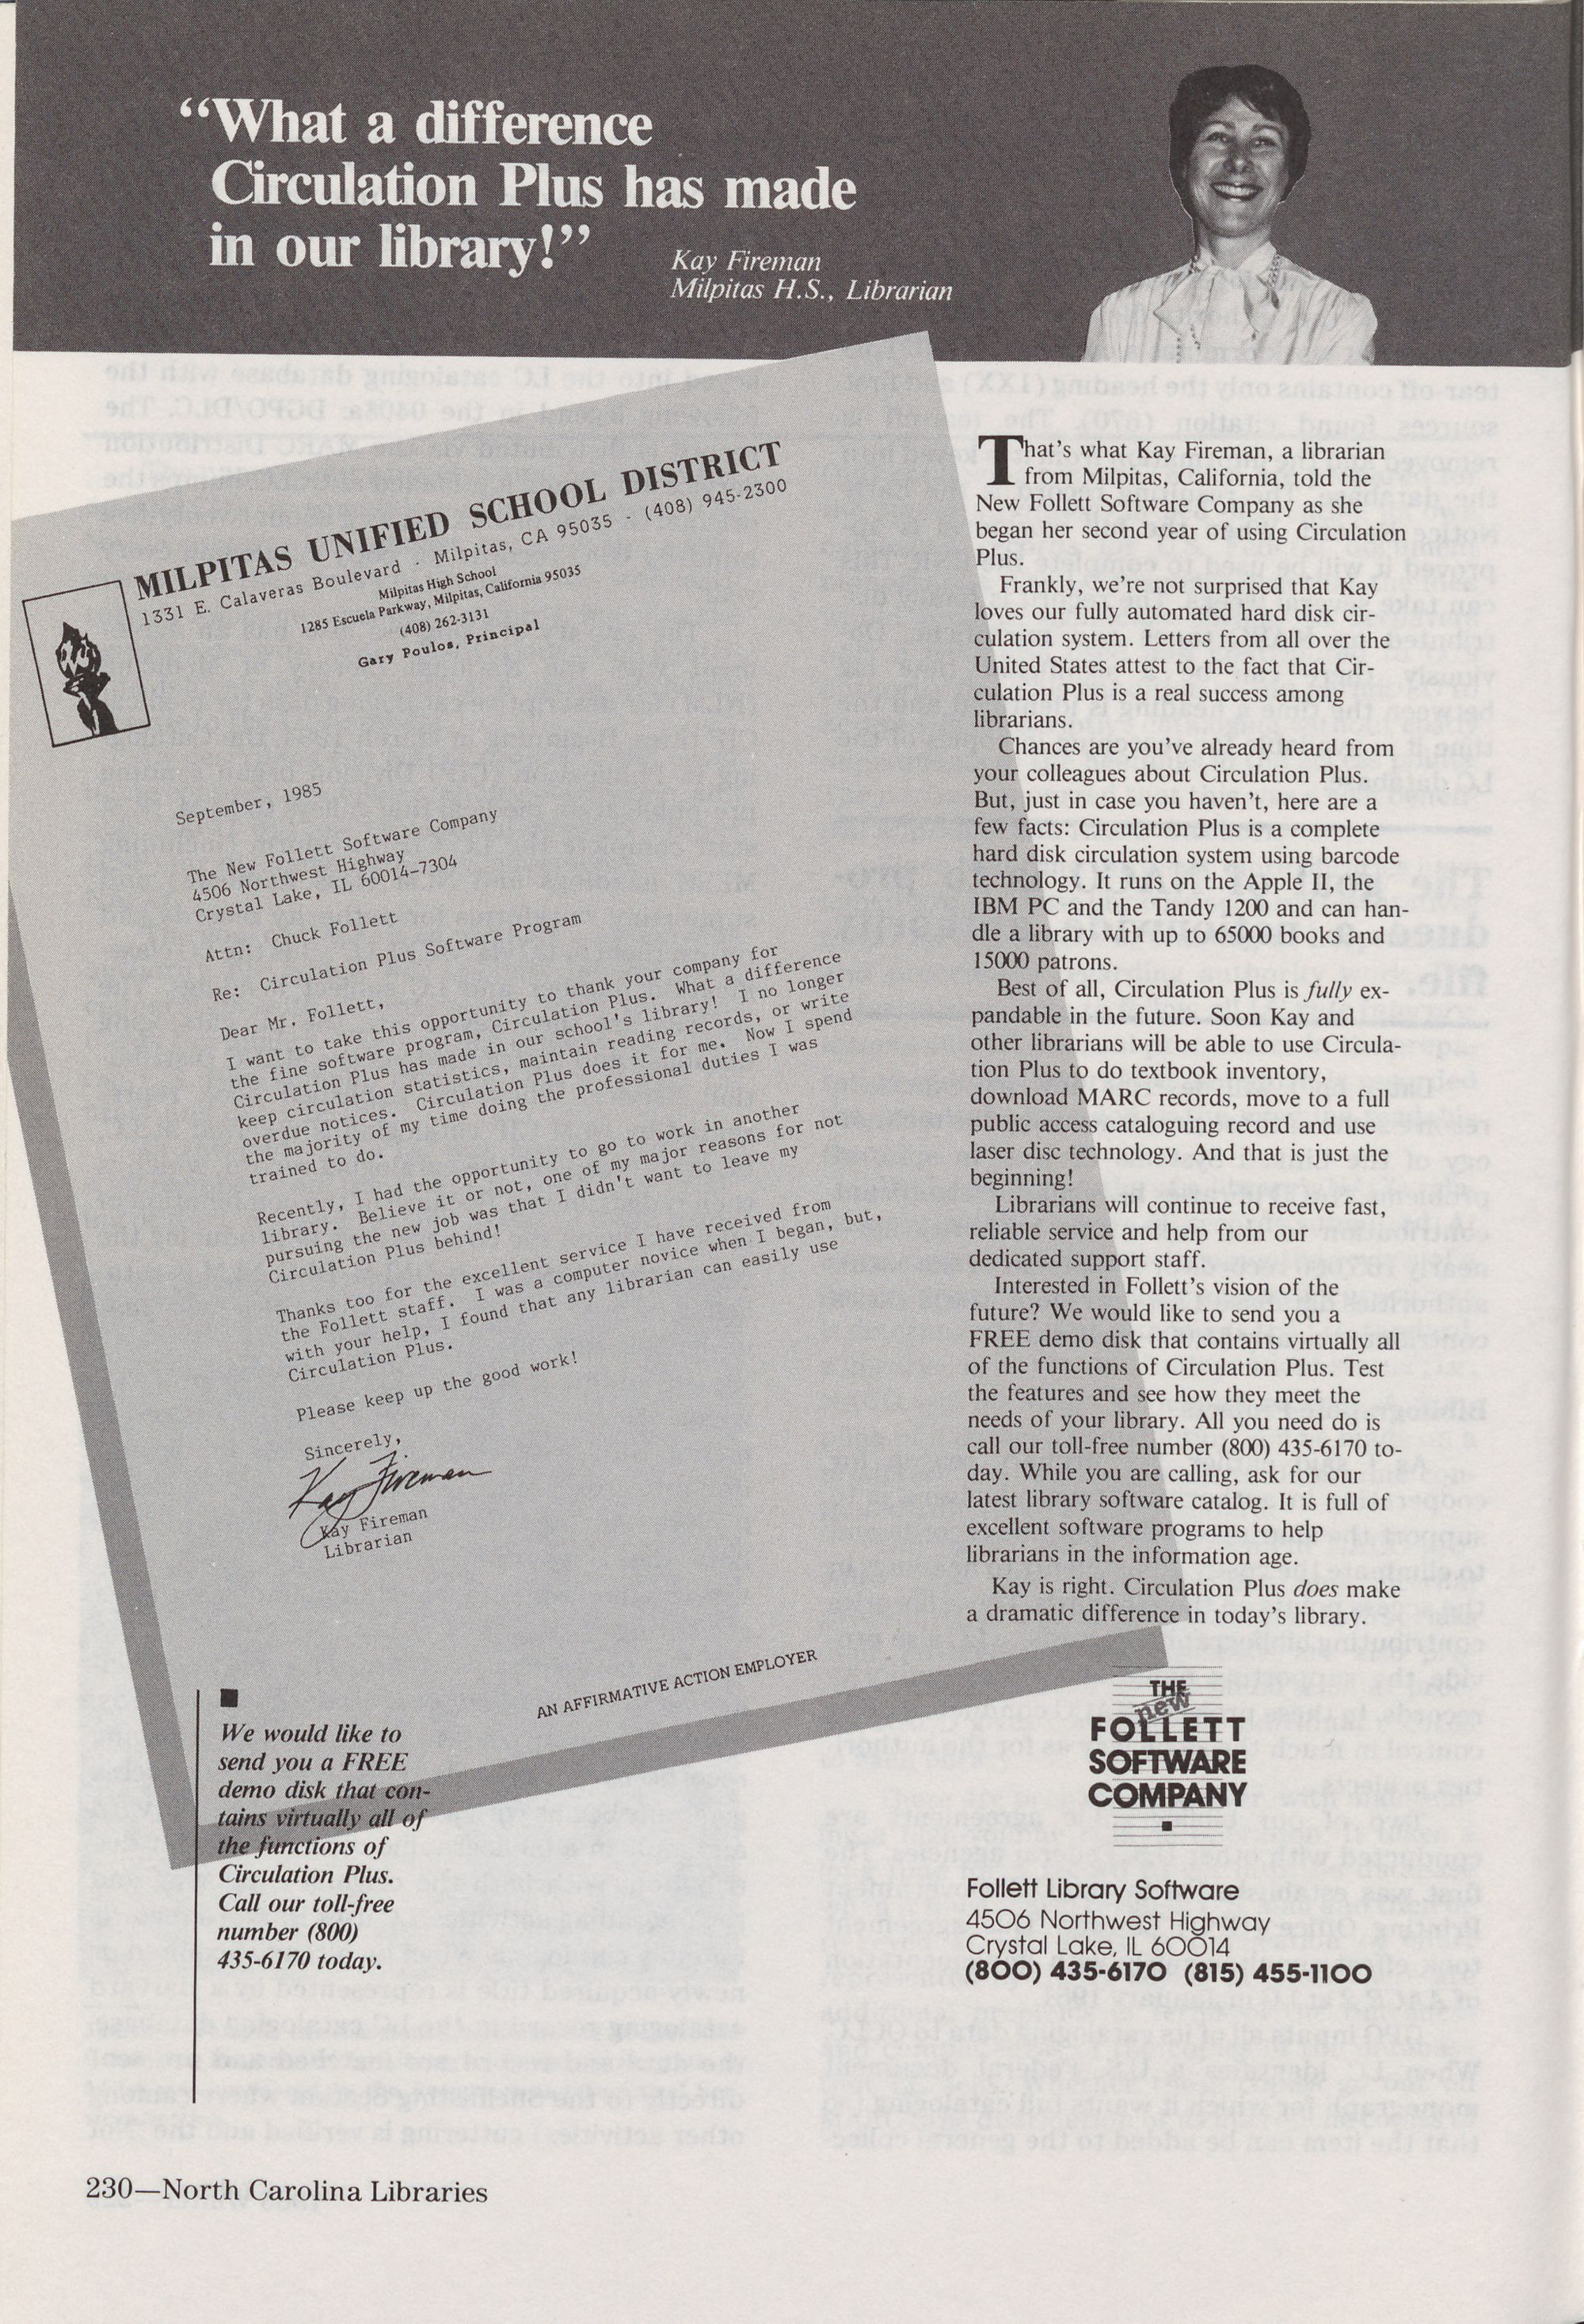 “What a difference
Circulation Plus has made
in our library!”
Kay Fireman
Milpitas H.S., Librarian
MILPITAS UNIFIED SCHOOL DISTRICT
1331 E. Calaveras Boulevard · Milpitas, CA 95035 · (408) 945-2300
Milpitas High School
1285 Escuela Parkway, Milpitas, California 95035
(408) 262-3131
Gary Poulos, Principal
September, 1985
The New Follett Software Company
4506 Northwest Highway
Crystal Lake, IL 60014-7304
Attn: Chuck Follett
Re: Circulation Plus Software Program
Dear Mr. Follett,
I want to take this opportunity to thank your company for
the fine software program, Circulation Plus. What a difference
Circulation Plus has made in our school's library! I no longer
keep circulation statistics, maintain reading records, or write
overdue notices. Circulation Plus does it for me. Now I spend
the majority of my time doing the professional duties I was
trained to do.
Recently, I had the opportunity to go to work in another
library. Believe it or not, one of my major reasons for not
pursuing the new job was that I didn't want to leave my
Circulation Plus behind!
Thanks too for the excellent service I have received from
the Follett staff. I was a computer novice when I began, but,
with your help, I found that any librarian can easily use
Circulation Plus.
Please keep up the good work!
Sincerely,
Kay Fireman
Kay Fireman
Librarian
AN AFFIRMATIVE ACTION EMPLOYER
We would like to
send you a FREE
demo disk that con-
tains virtually all of
the functions of
Circulation Plus.
Call our toll-free
number (800)
435-6170 today.
That's what Kay Fireman, a librarian
from Milpitas, California, told the
New Follett Software Company as she
began her second year of using Circulation
Plus.
Frankly, we're not surprised that Kay
loves our fully automated hard disk cir-
culation system. Letters from all over the
United States attest to the fact that Cir-
culation Plus is a real success among
librarians.
Chances are you've already heard from
your colleagues about Circulation Plus.
But, just in case you haven't, here are a
few facts: Circulation Plus is a complete
hard disk circulation system using barcode
technology. It runs on the Apple II, the
IBM PC and the Tandy 1200 and can han-
dle a library with up to 65000 books and
15000 patrons.
Best of all, Circulation Plus is fully ex-
pandable in the future. Soon Kay and
other librarians will be able to use Circula-
tion Plus to do textbook inventory,
download MARC records, move to a full
public access cataloguing record and use
laser disc technology. And that is just the
beginning!
Librarians will continue to receive fast,
reliable service and help from our
dedicated support staff.
Interested in Follett's vision of the
future? We would like to send you a
FREE demo disk that contains virtually all
of the functions of Circulation Plus. Test
the features and see how they meet the
needs of your library. All you need do is
call our toll-free number (800) 435-6170 to-
day. While you are calling, ask for our
latest library software catalog. It is full of
excellent software programs to help
librarians in the information age.
Kay is right. Circulation Plus does make
a dramatic difference in today's library.
THE
new
FOLLETT
SOFTWARE
COMPANY
Follett Library Software
4506 Northwest Highway
Crystal Lake, IL 60014
(800) 435-6170 (815) 455-1100
230—North Carolina Libraries